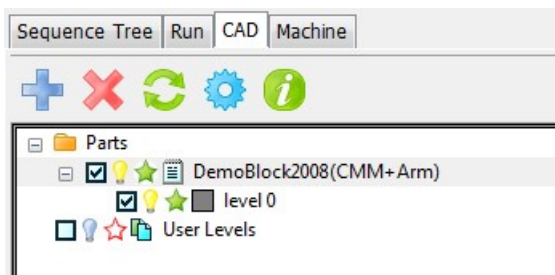 Sequence Tree Run CAD Machine
i
Parts
DemoBlock2008(CMM+Arm)
level 0
User Levels